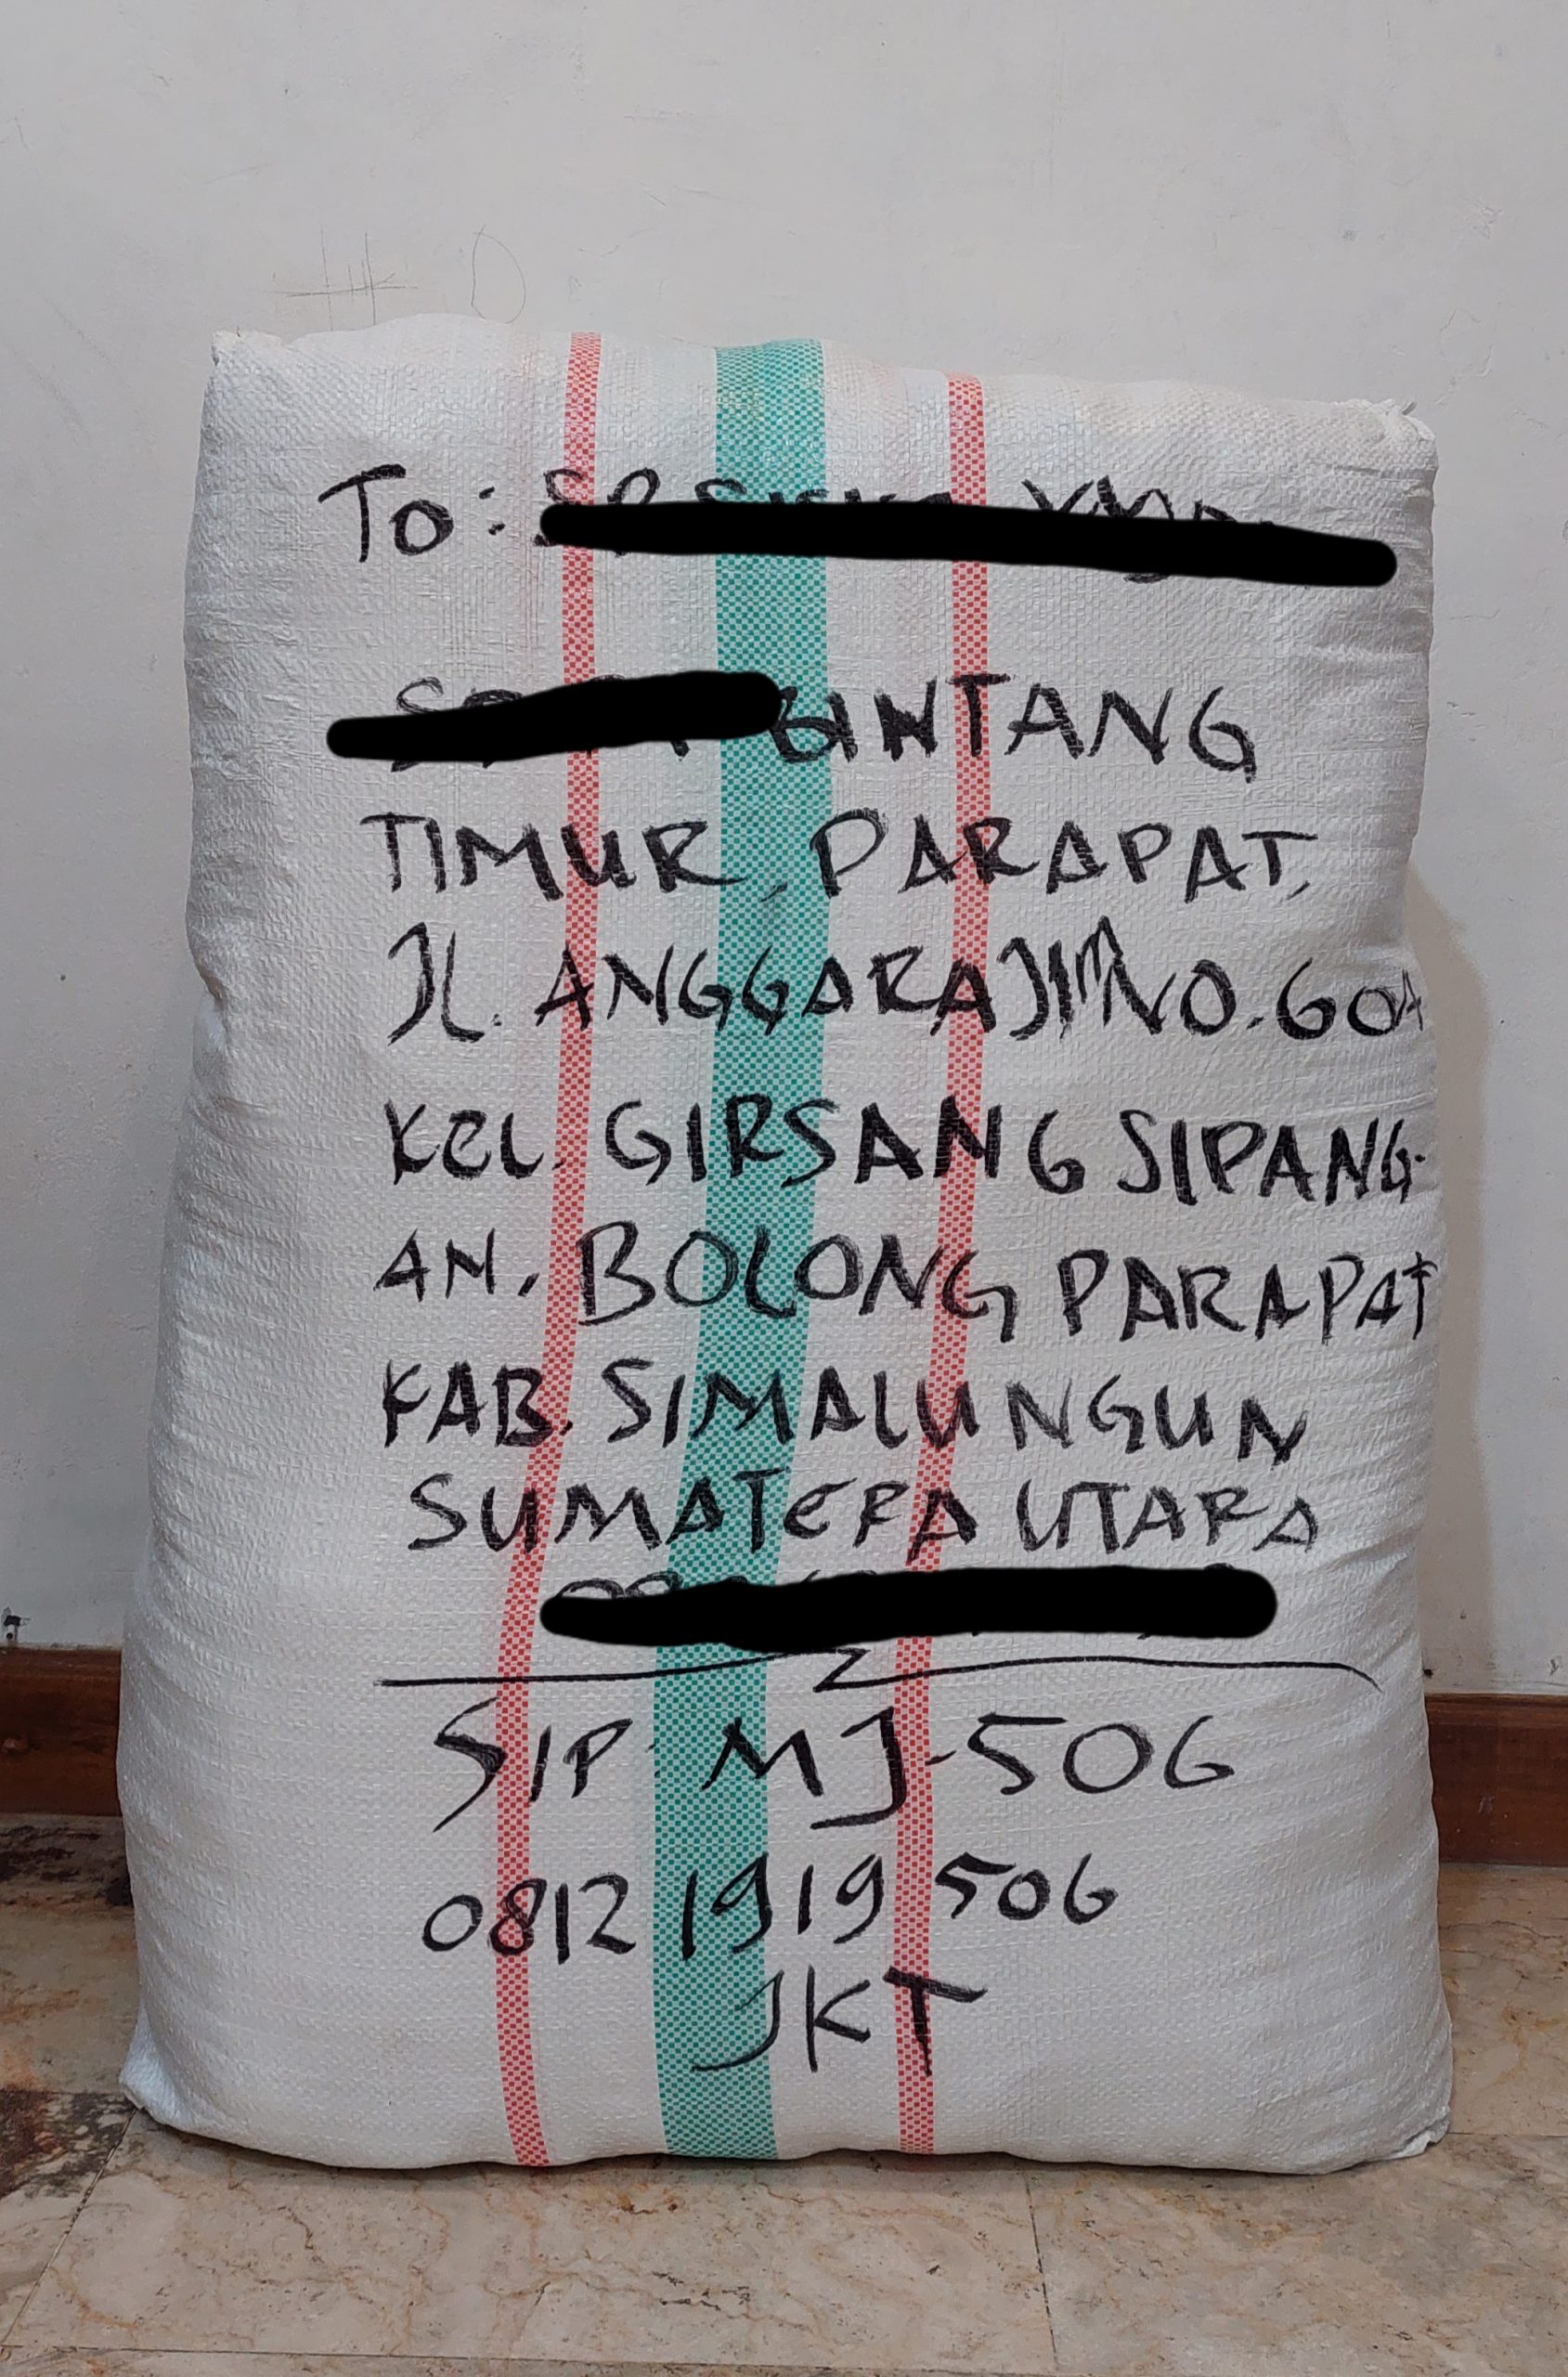 To:
BINTANG
TIMUR, PARAPAT,
JL. ANGGARAJIM NO. 60A
KEL. GIRSANG SIPANG-
AN. BOLONG PARAPAT
KAB. SIMALUNGUN
SUMATERA UTARA
SIP MJ-506
0812 1919 506
JKT